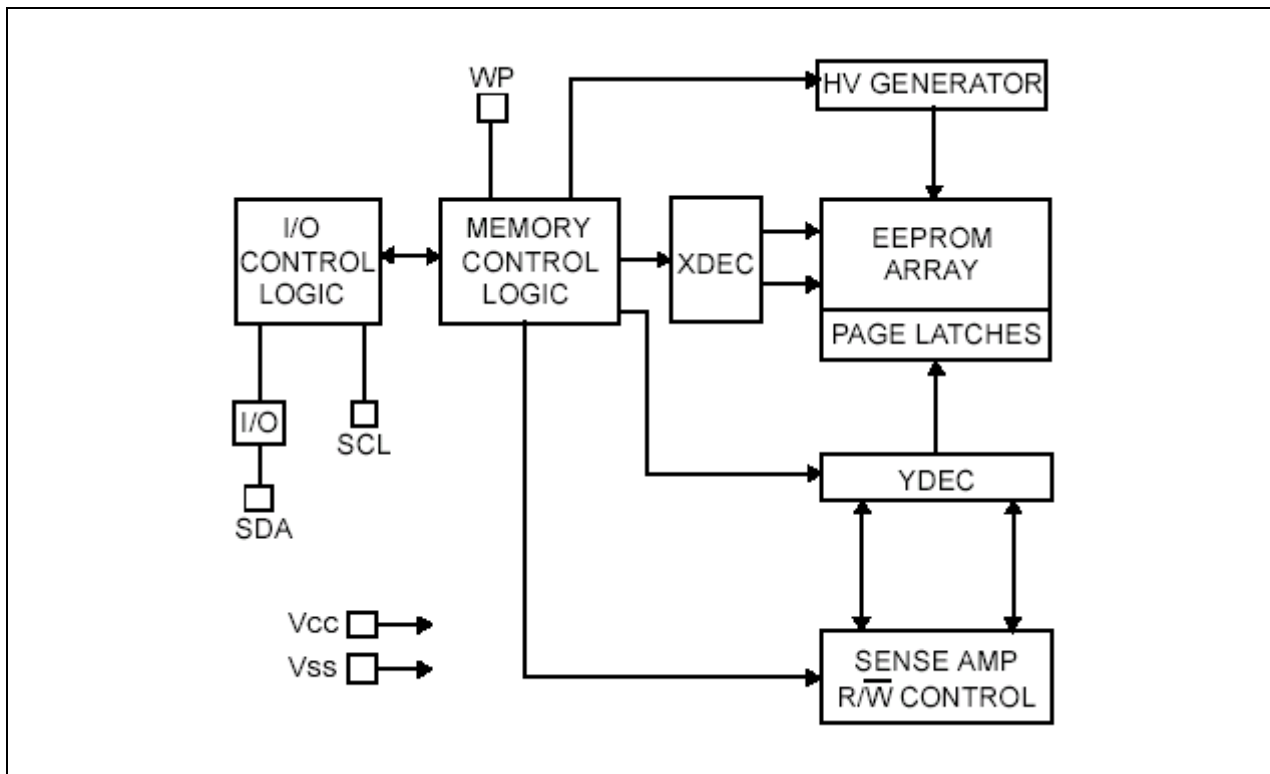 WP
HV GENERATOR
I/O
CONTROL
LOGIC
MEMORY
CONTROL
LOGIC
XDEC
EEPROM
ARRAY
PAGE LATCHES
I/O
SCL
SDA
YDEC
Vcc
Vss
SENSE AMP
R/W̅ CONTROL